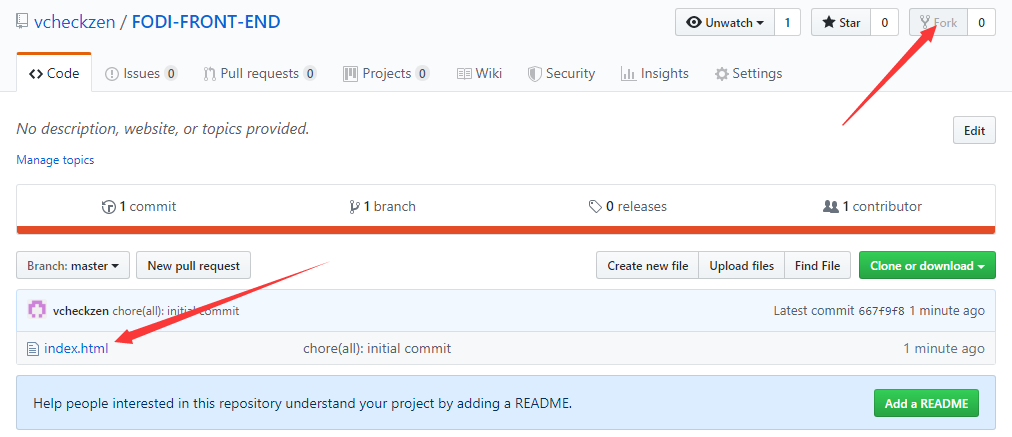 vcheckzen / FODI-FRONT-END Unwatch 1 Star 0 Fork 0
Code Issues 0 Pull requests 0 Projects 0 Wiki Security Insights Settings
No description, website, or topics provided. Edit
Manage topics
1 commit 1 branch 0 releases 1 contributor
Branch: master New pull request Create new file Upload files Find File Clone or download
vcheckzen chore(all): initial commit Latest commit 667f9f8 1 minute ago
index.html chore(all): initial commit 1 minute ago
Help people interested in this repository understand your project by adding a README. Add a README